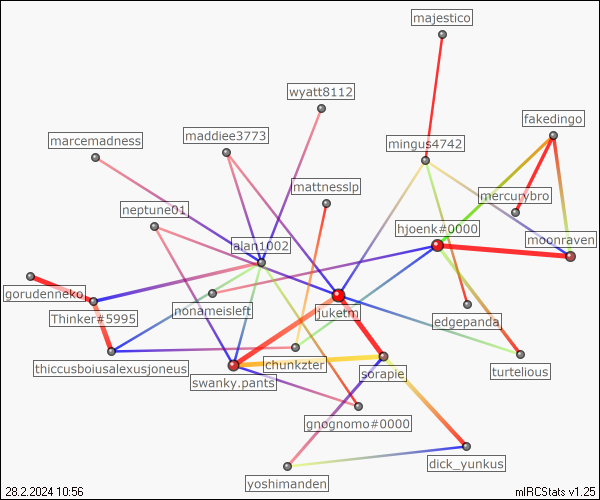 majestico
wyatt8112
fakedingo
maddiee3773
marcemadness
mingus4742
mattnesslp
mercurybro
neptune01
hjoenk#0000
moonraven
alan1002
gorudenneko
Thinker#5995
nonameisleft
juketm
edgepanda
thiccusboiusalexusjoneus
chunkzter
turtelious
sorapie
swanky.pants
gnognomo#0000
dick_yunkus
yoshimanden
28.2.2024 10:56
mIRCStats v1.25